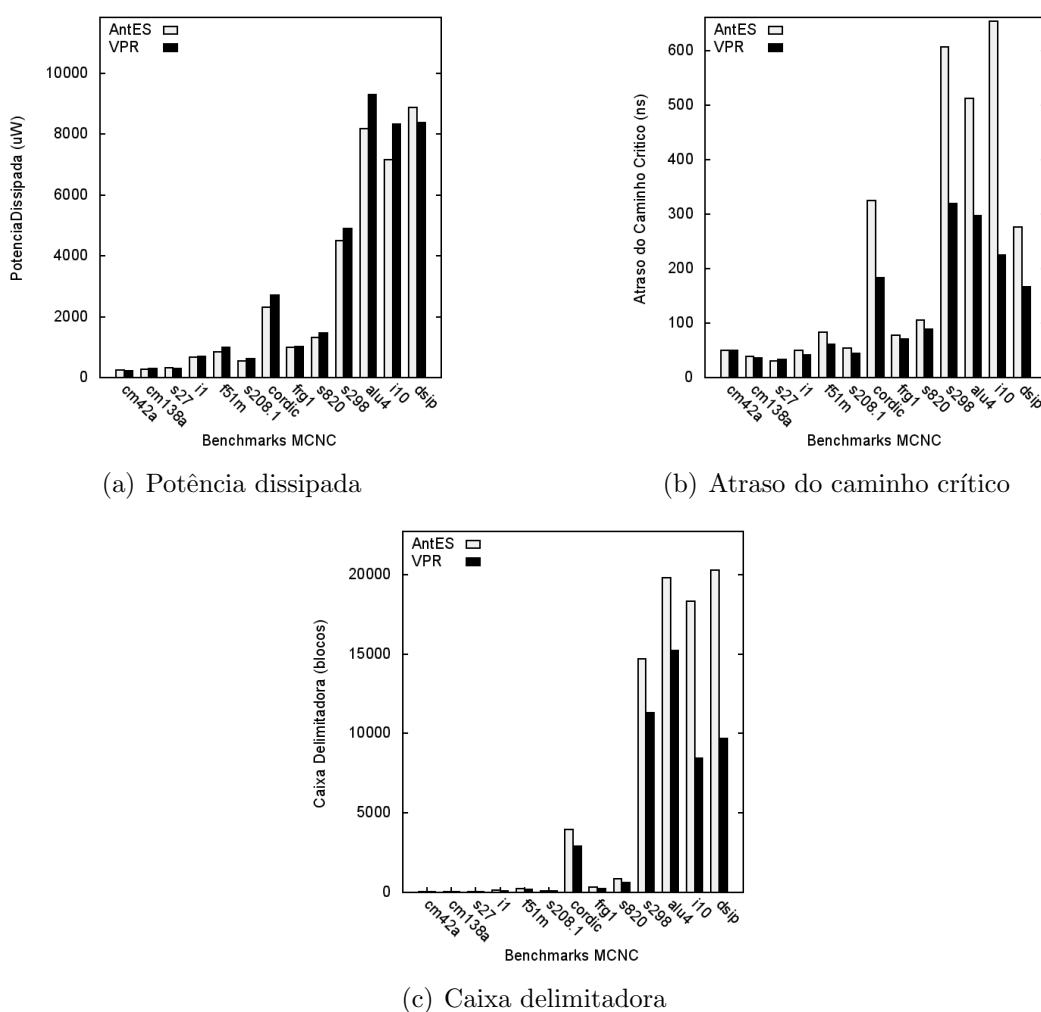 AntES
VPR
10000
8000
6000
4000
2000
0
PotenciaDissipada (uW)
cm42a cm138a s27 i1 f51m s208.1 cordic frg1 s820 s298 alu4 i10 dsip
Benchmarks MCNC
(a) Potência dissipada
AntES
VPR
600
500
400
300
200
100
0
Atraso do Caminho Critico (ns)
cm42a cm138a s27 i1 f51m s208.1 cordic frg1 s820 s298 alu4 i10 dsip
Benchmarks MCNC
(b) Atraso do caminho crítico
AntES
VPR
20000
15000
10000
5000
0
Caixa Delimitadora (blocos)
cm42a cm138a s27 i1 f51m s208.1 cordic frg1 s820 s298 alu4 i10 dsip
Benchmarks MCNC
(c) Caixa delimitadora